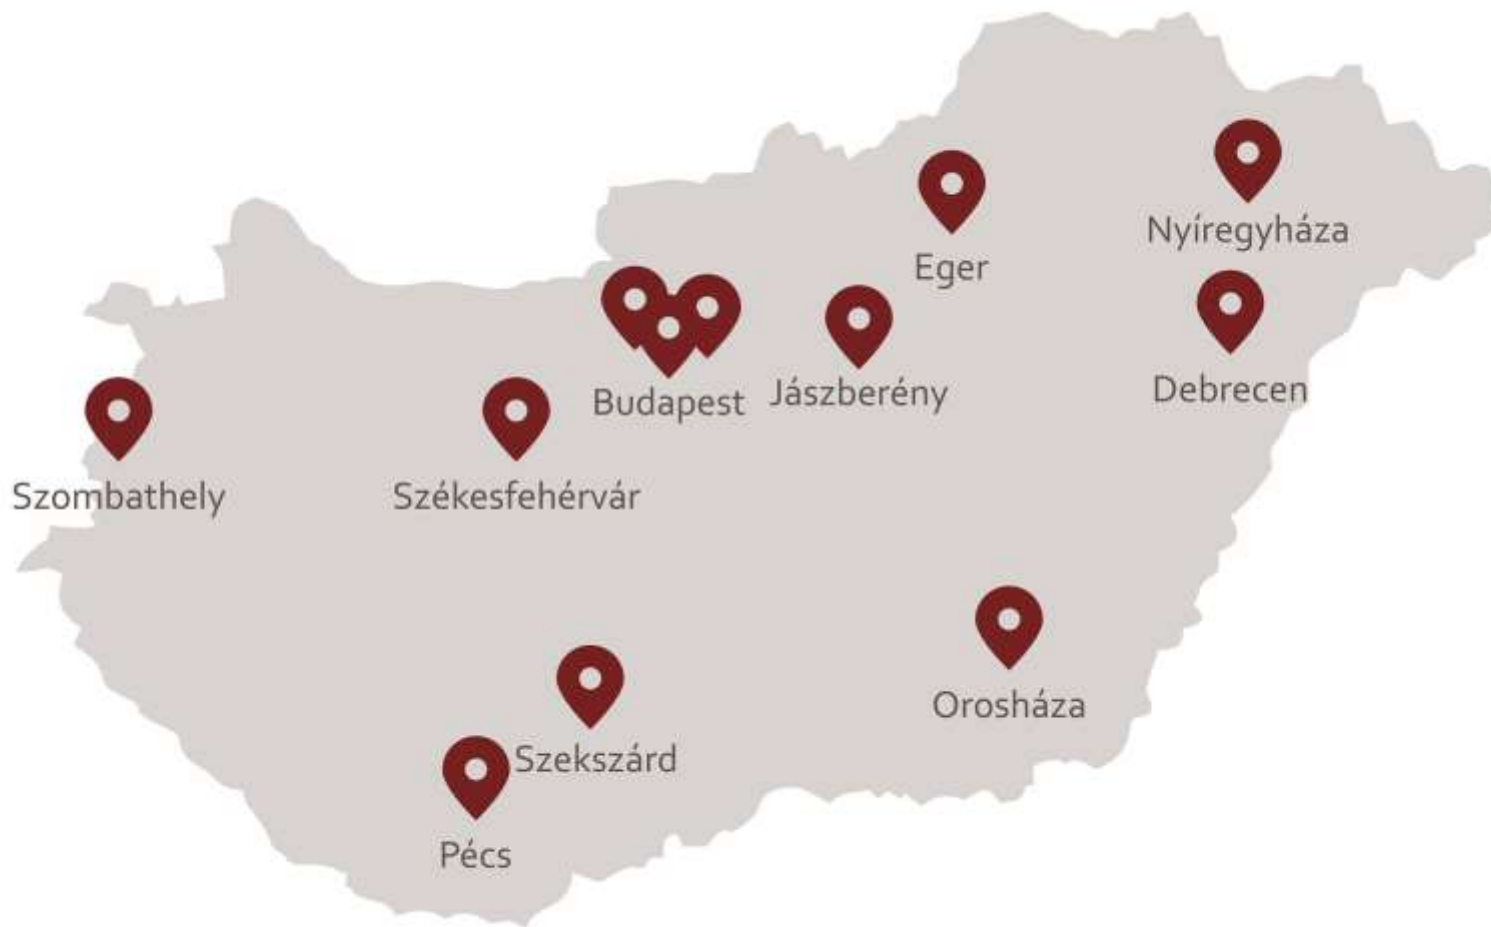 Nyíregyháza
Eger
Debrecen
Jászberény
Budapest
Szombathely
Székesfehérvár
Orosháza
Szekszárd
Pécs